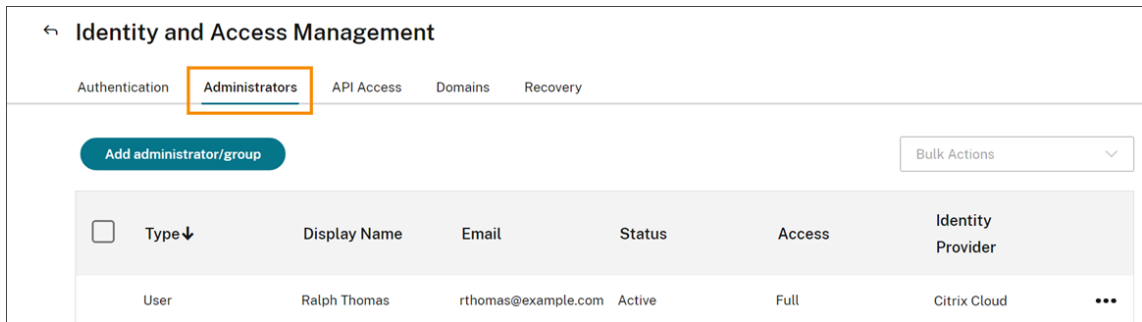 Identity and Access Management
Authentication Administrators API Access Domains Recovery
Add administrator/group Bulk Actions
Type Display Name Email Status Access Identity Provider
User Ralph Thomas rthomas@example.com Active Full Citrix Cloud